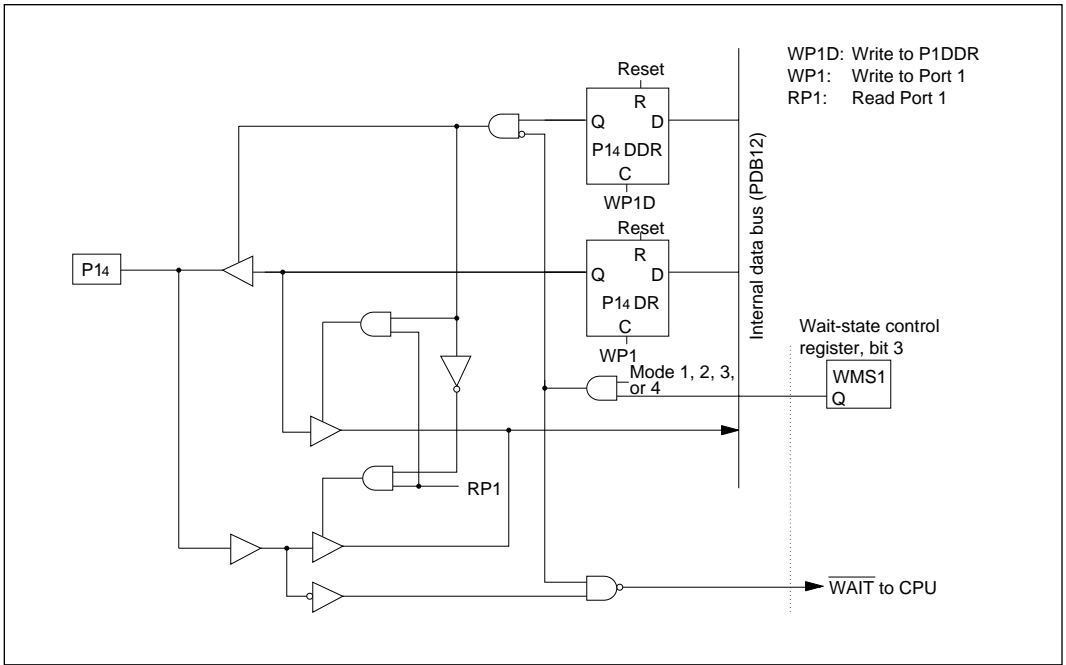 WP1D: Write to P1DDR
WP1: Write to Port 1
RP1: Read Port 1
Reset
R
Q D
P14 DDR
C
WP1D
Reset
R
Q D
P14 DR
C
WP1
P14
Internal data bus (PDB12)
Wait-state control
register, bit 3
Mode 1, 2, 3,
or 4
WMS1
Q
RP1
WAIT to CPU